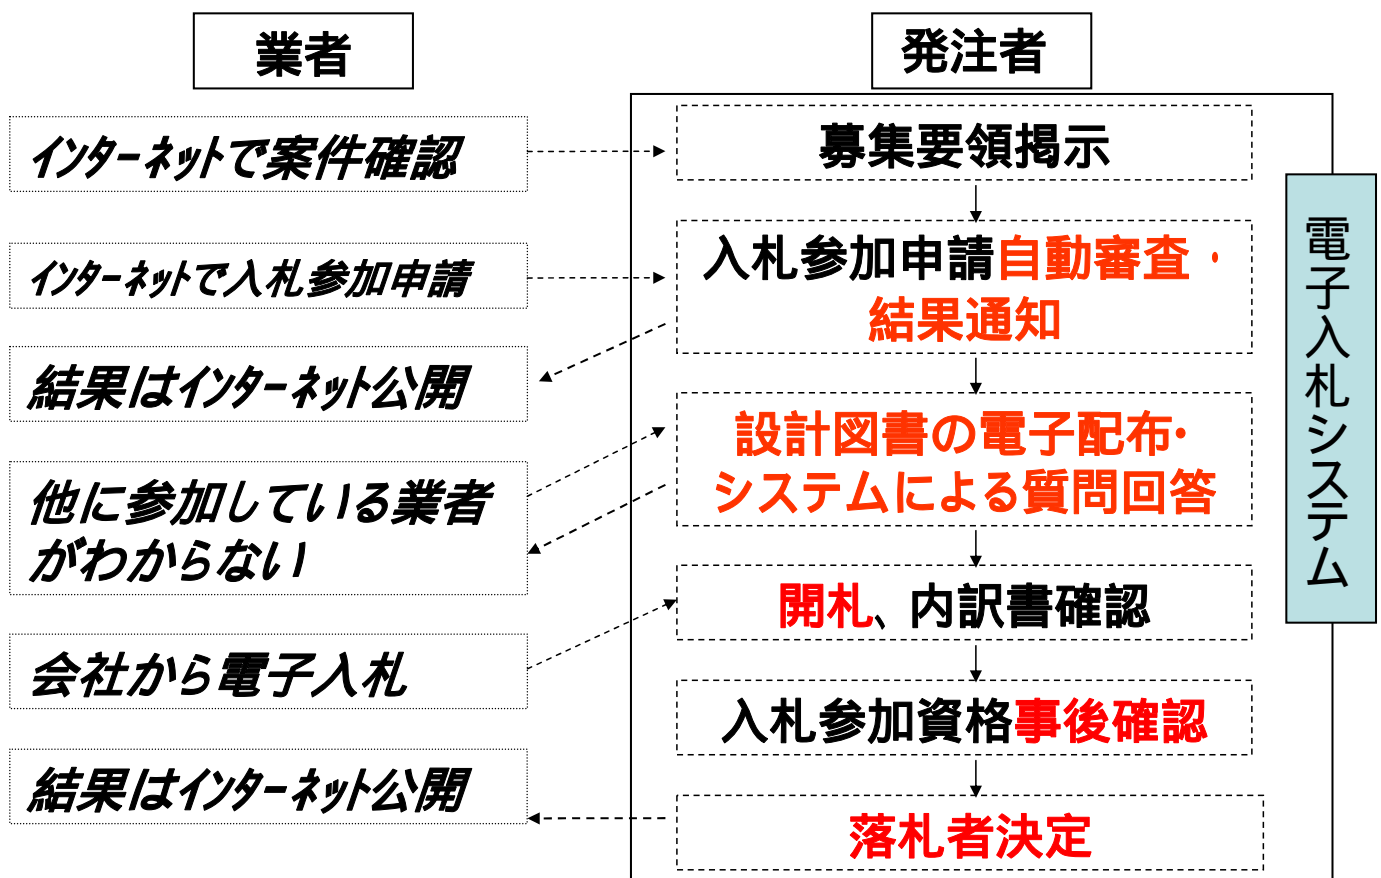 業者
発注者
インターネットで案件確認
募集要領掲示
インターネットで入札参加申請
入札参加申請自動審査・
結果通知
結果はインターネット公開
設計図書の電子配布・
システムによる質問回答
他に参加している業者
がわからない
開札、内訳書確認
会社から電子入札
入札参加資格事後確認
結果はインターネット公開
落札者決定
電子入札システム